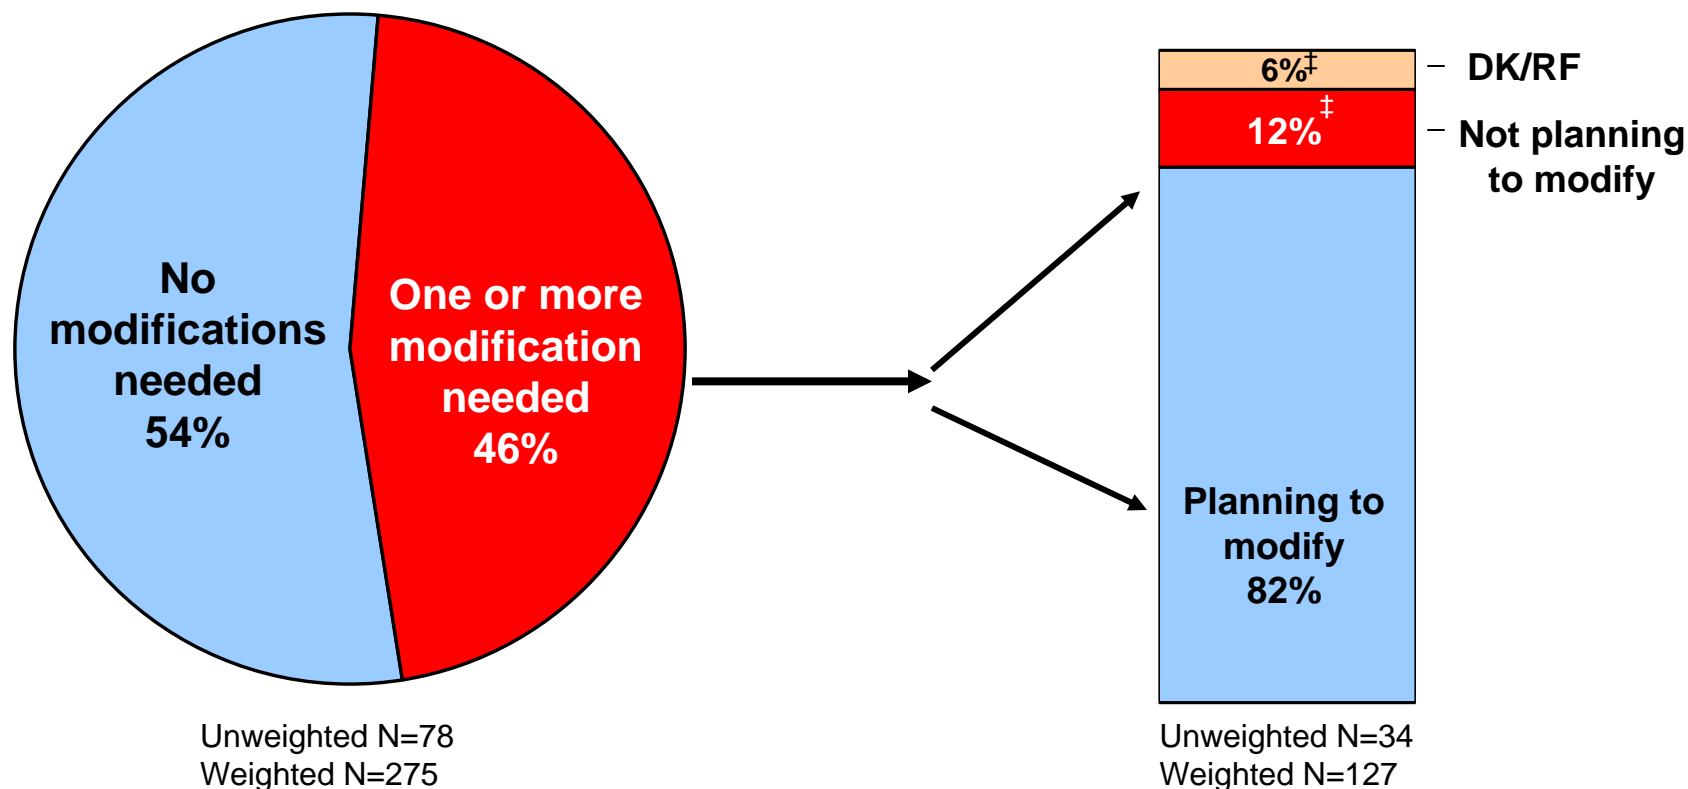 No
modifications
needed
54%
One or more
modification
needed
46%
Unweighted N=78
Weighted N=275
6%‡
DK/RF
12%‡
Not planning
to modify
Planning to
modify
82%
Unweighted N=34
Weighted N=127